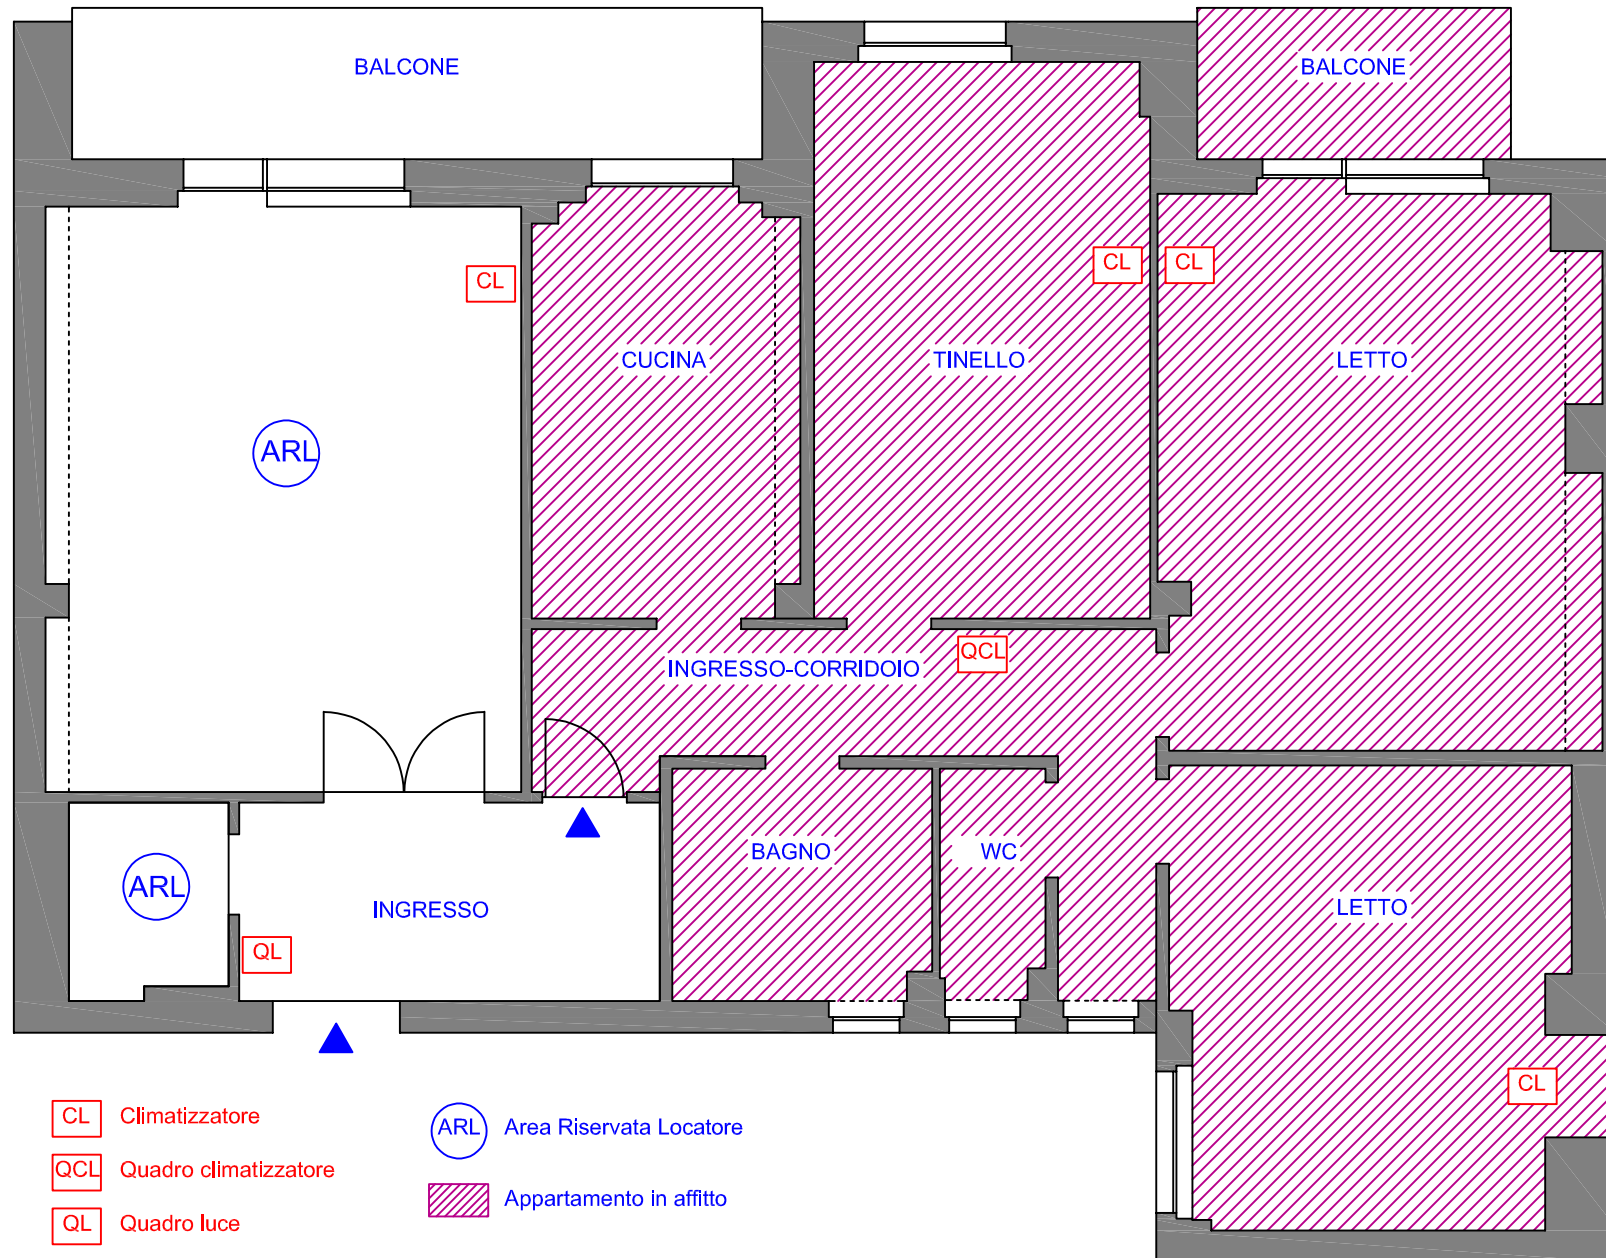 BALCONE
BALCONE
CL
CL
CL
CUCINA
TINELLO
LETTO
ARL
QCL
INGRESSO-CORRIDOIO
BAGNO
WC
ARL
INGRESSO
LETTO
QL
CL
CL Climatizzatore
ARL Area Riservata Locatore
QCL Quadro climatizzatore
Appartamento in affitto
QL Quadro luce